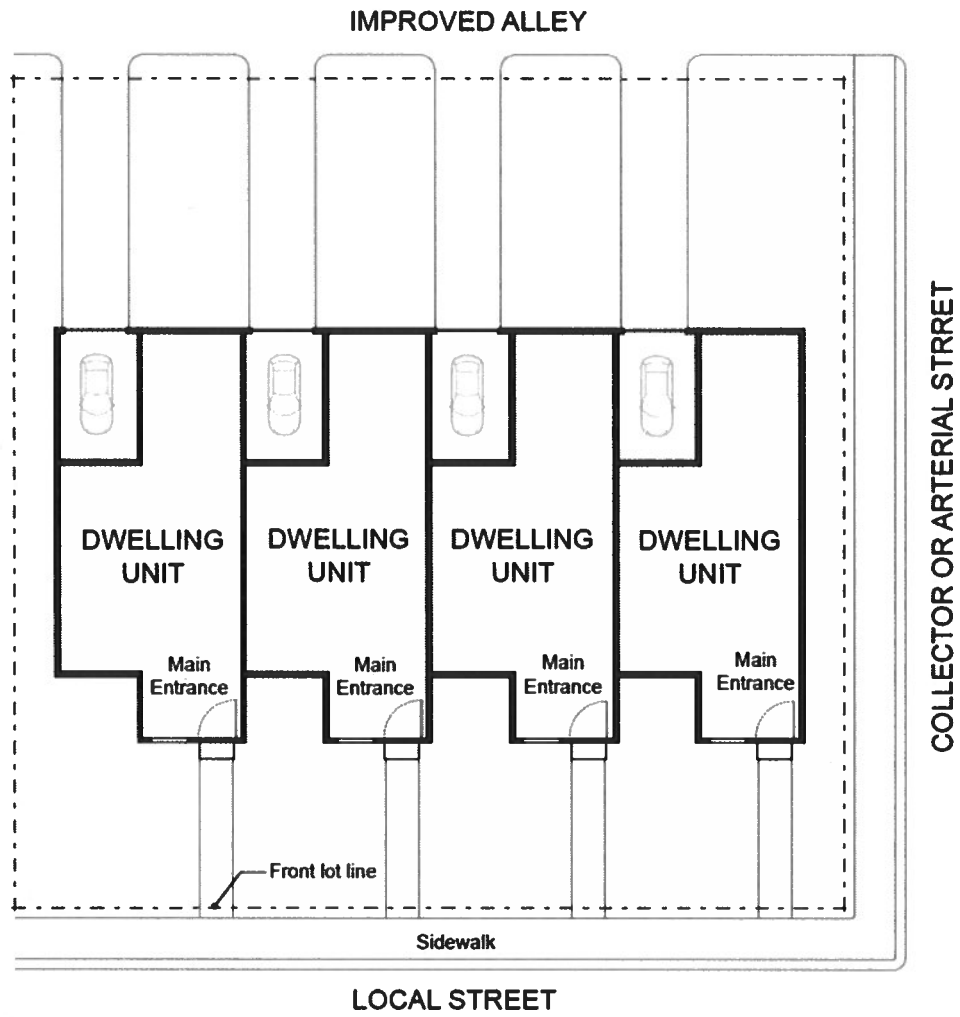 IMPROVED ALLEY
COLLECTOR OR ARTERIAL STRRET
DWELLING
UNIT
DWELLING
UNIT
DWELLING
UNIT
DWELLING
UNIT
Main
Entrance
Main
Entrance
Main
Entrance
Main
Entrance
Front lot line
Sidewalk
LOCAL STREET